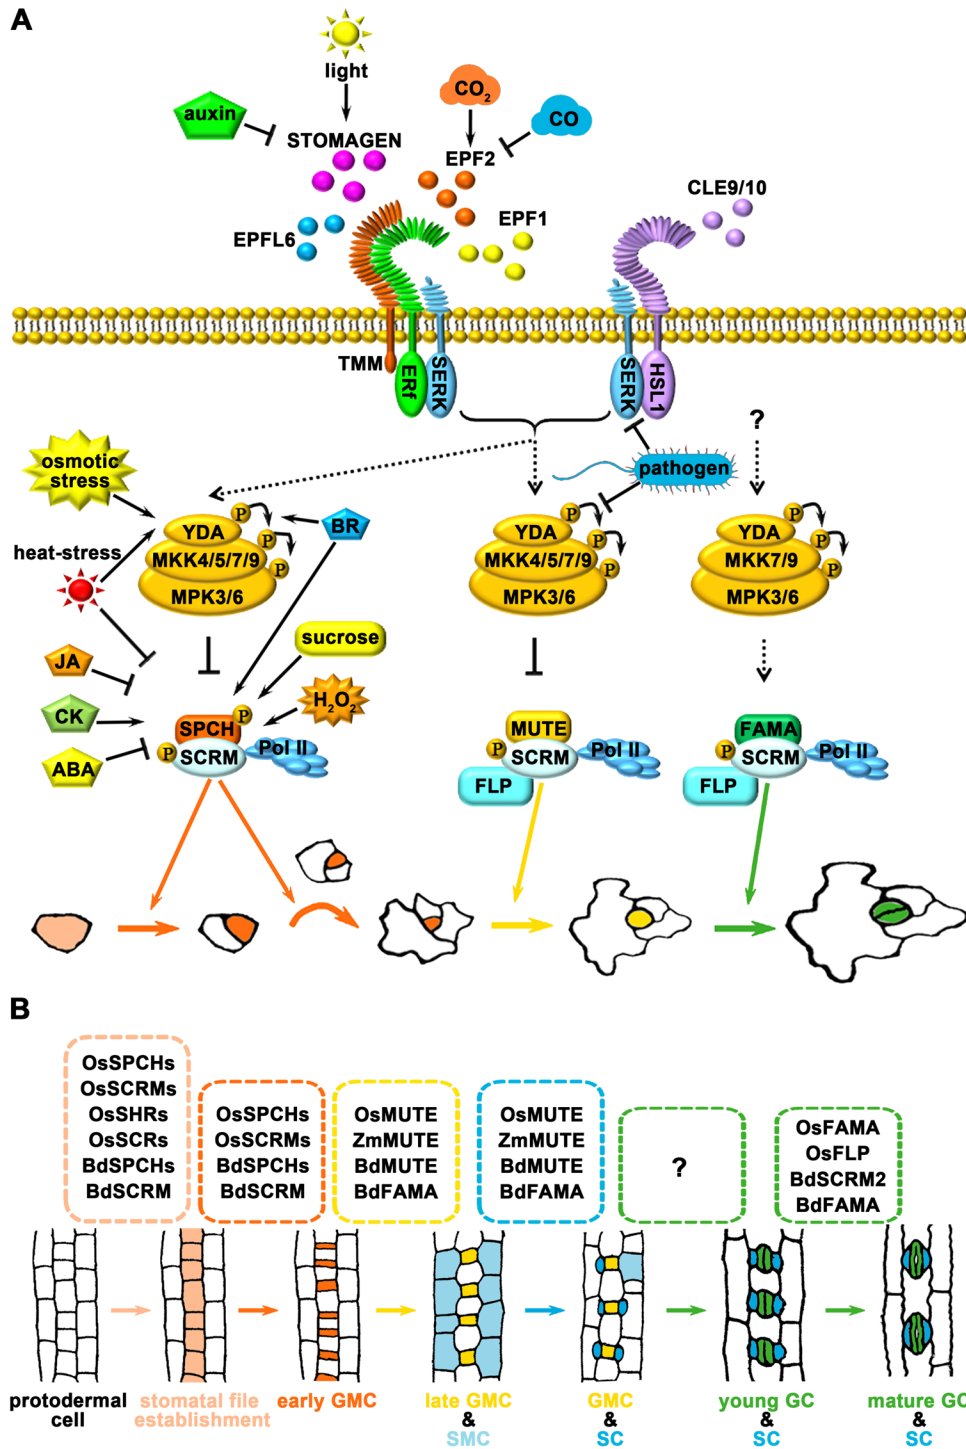 A
light
auxin
CO2
CO
STOMAGEN
EPF2
CLE9/10
EPFL6
EPF1
TMM
ERf
SERK
SERK
HSL1
?
osmotic
stress
pathogen
P
YDA
P
MKK4/5/7/9
P
MPK3/6
BR
P
YDA
P
MKK4/5/7/9
P
MPK3/6
P
YDA
P
MKK7/9
P
MPK3/6
heat-stress
sucrose
JA
CK
H2O2
ABA
SPCH
P
P
SCRM
Pol II
MUTE
P
SCRM
Pol II
FLP
FAMA
P
SCRM
Pol II
FLP
B
OsSPCHs
OsSCRMs
OsSHRs
OsSCRs
BdSPCHs
BdSCRM
OsSPCHs
OsSCRMs
BdSPCHs
BdSCRM
OsMUTE
ZmMUTE
BdMUTE
BdFAMA
OsMUTE
ZmMUTE
BdMUTE
BdFAMA
?
OsFAMA
OsFLP
BdSCRM2
BdFAMA
protodermal
cell
stomatal file
establishment
early GMC
late GMC
&
SMC
GMC
&
SC
young GC
&
SC
mature GC
&
SC